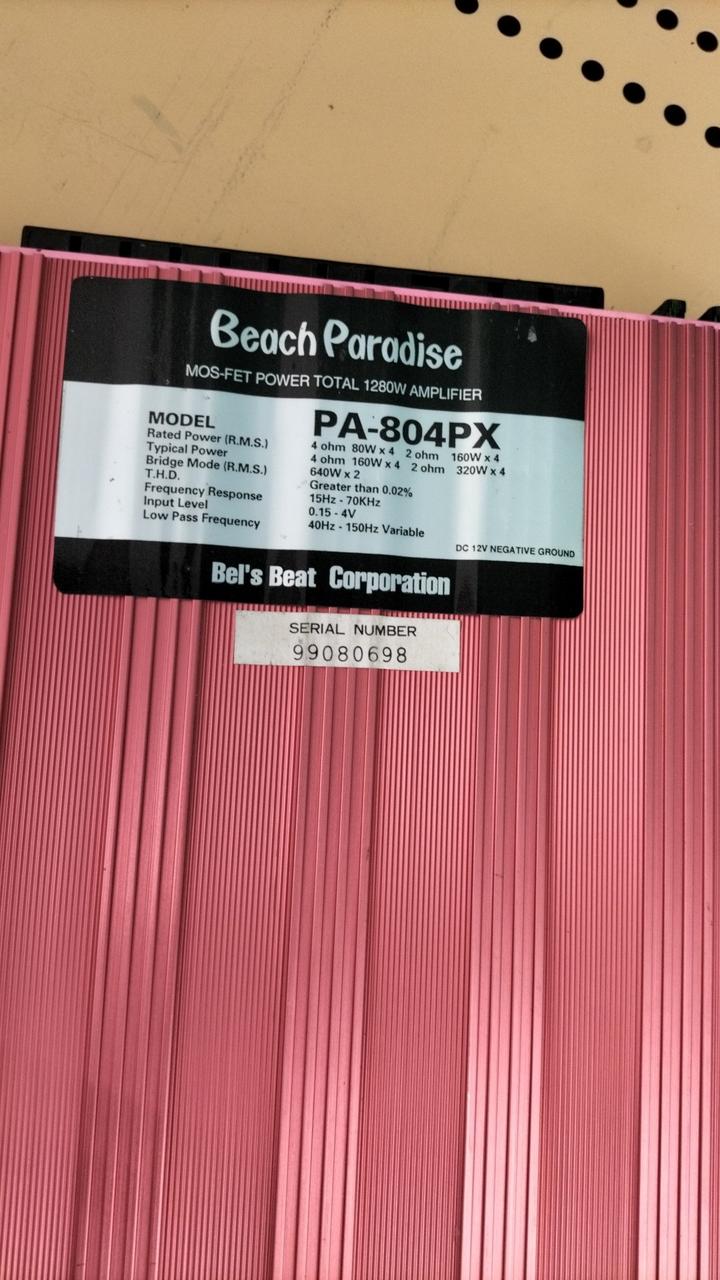 Beach Paradise
MOS-FET POWER TOTAL 1280W AMPLIFIER
MODEL PA-804PX
Rated Power (R.M.S.) 4 ohm 80W x 4 2 ohm 160W x 4
Typical Power 4 ohm 160W x 4 2 ohm 320W x 4
Bridge Mode (R.M.S.) 640W x 2
T.H.D. Greater than 0.02%
Frequency Response 15Hz - 70KHz
Input Level 0.15 - 4V
Low Pass Frequency 40Hz - 150Hz Variable
DC 12V NEGATIVE GROUND
Bel's Beat Corporation
SERIAL NUMBER
99080698